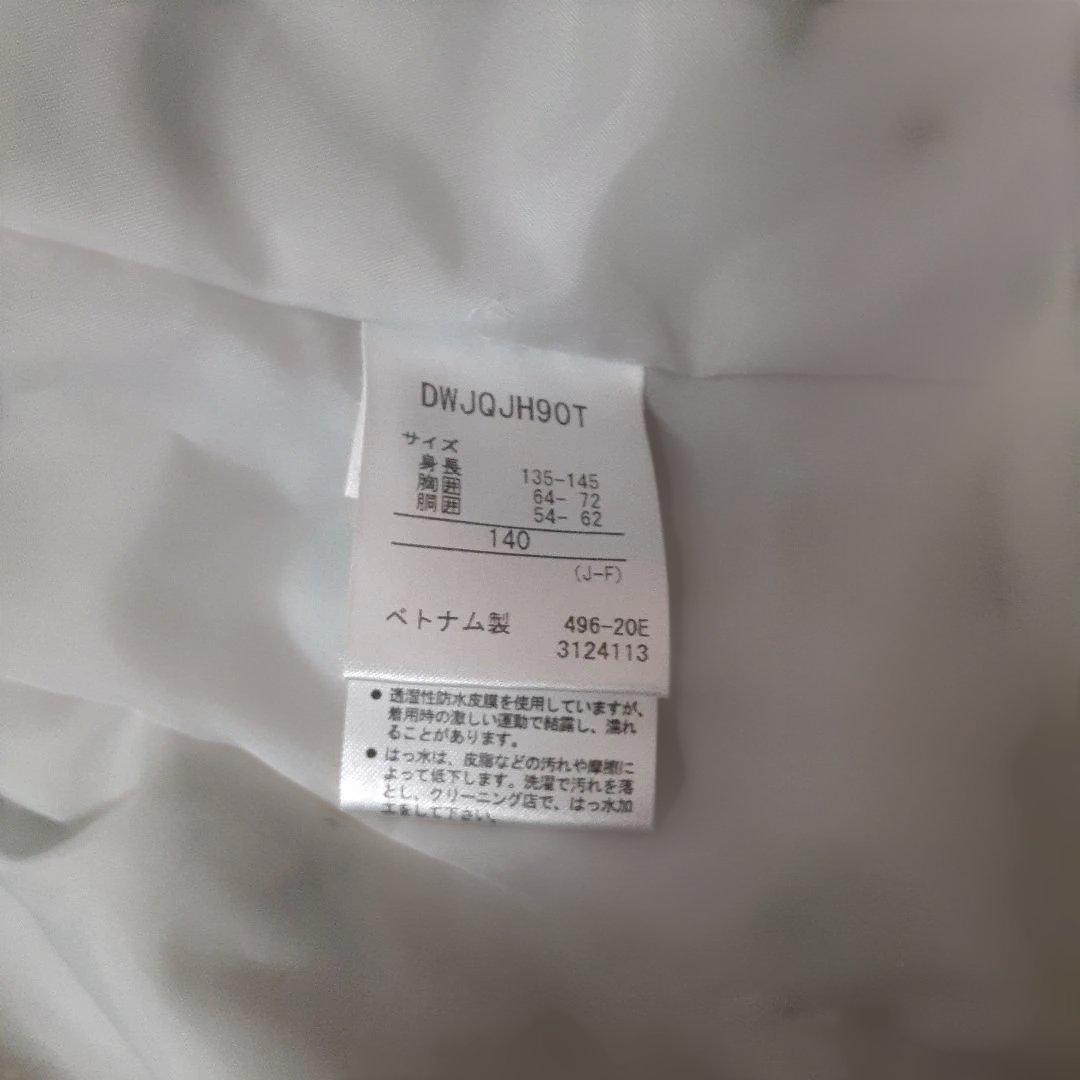 DWJQJH90T
サイズ
身長 135-145
胸囲 64- 72
胴囲 54- 62
140
(J-F)
ベトナム製 496-20E
3124113
● 透湿性防水皮膜を使用していますが、
着用時の激しい運動で結露し、濡れ
ることがあります。
● はっ水は、皮脂などの汚れや摩擦に
よって低下します。洗濯で汚れを落
とし、クリーニング店で、はっ水加
工をして下さい。